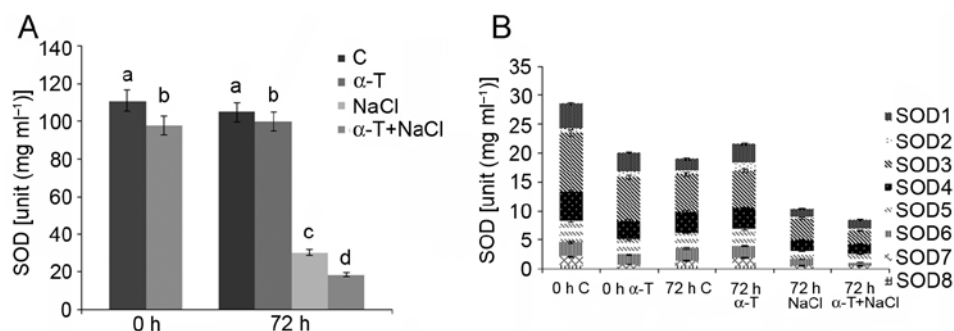 A
SOD [unit (mg ml⁻¹)]
140
120
100
80
60
40
20
0
a
b
a
b
c
d
0 h
72 h
C
α-T
NaCl
α-T+NaCl
B
SOD [unit (mg ml⁻¹)]
35
30
25
20
15
10
5
0
0 h C
0 h α-T
72 h C
72 h
α-T
72 h
NaCl
72 h
α-T+NaCl
SOD1
SOD2
SOD3
SOD4
SOD5
SOD6
SOD7
SOD8